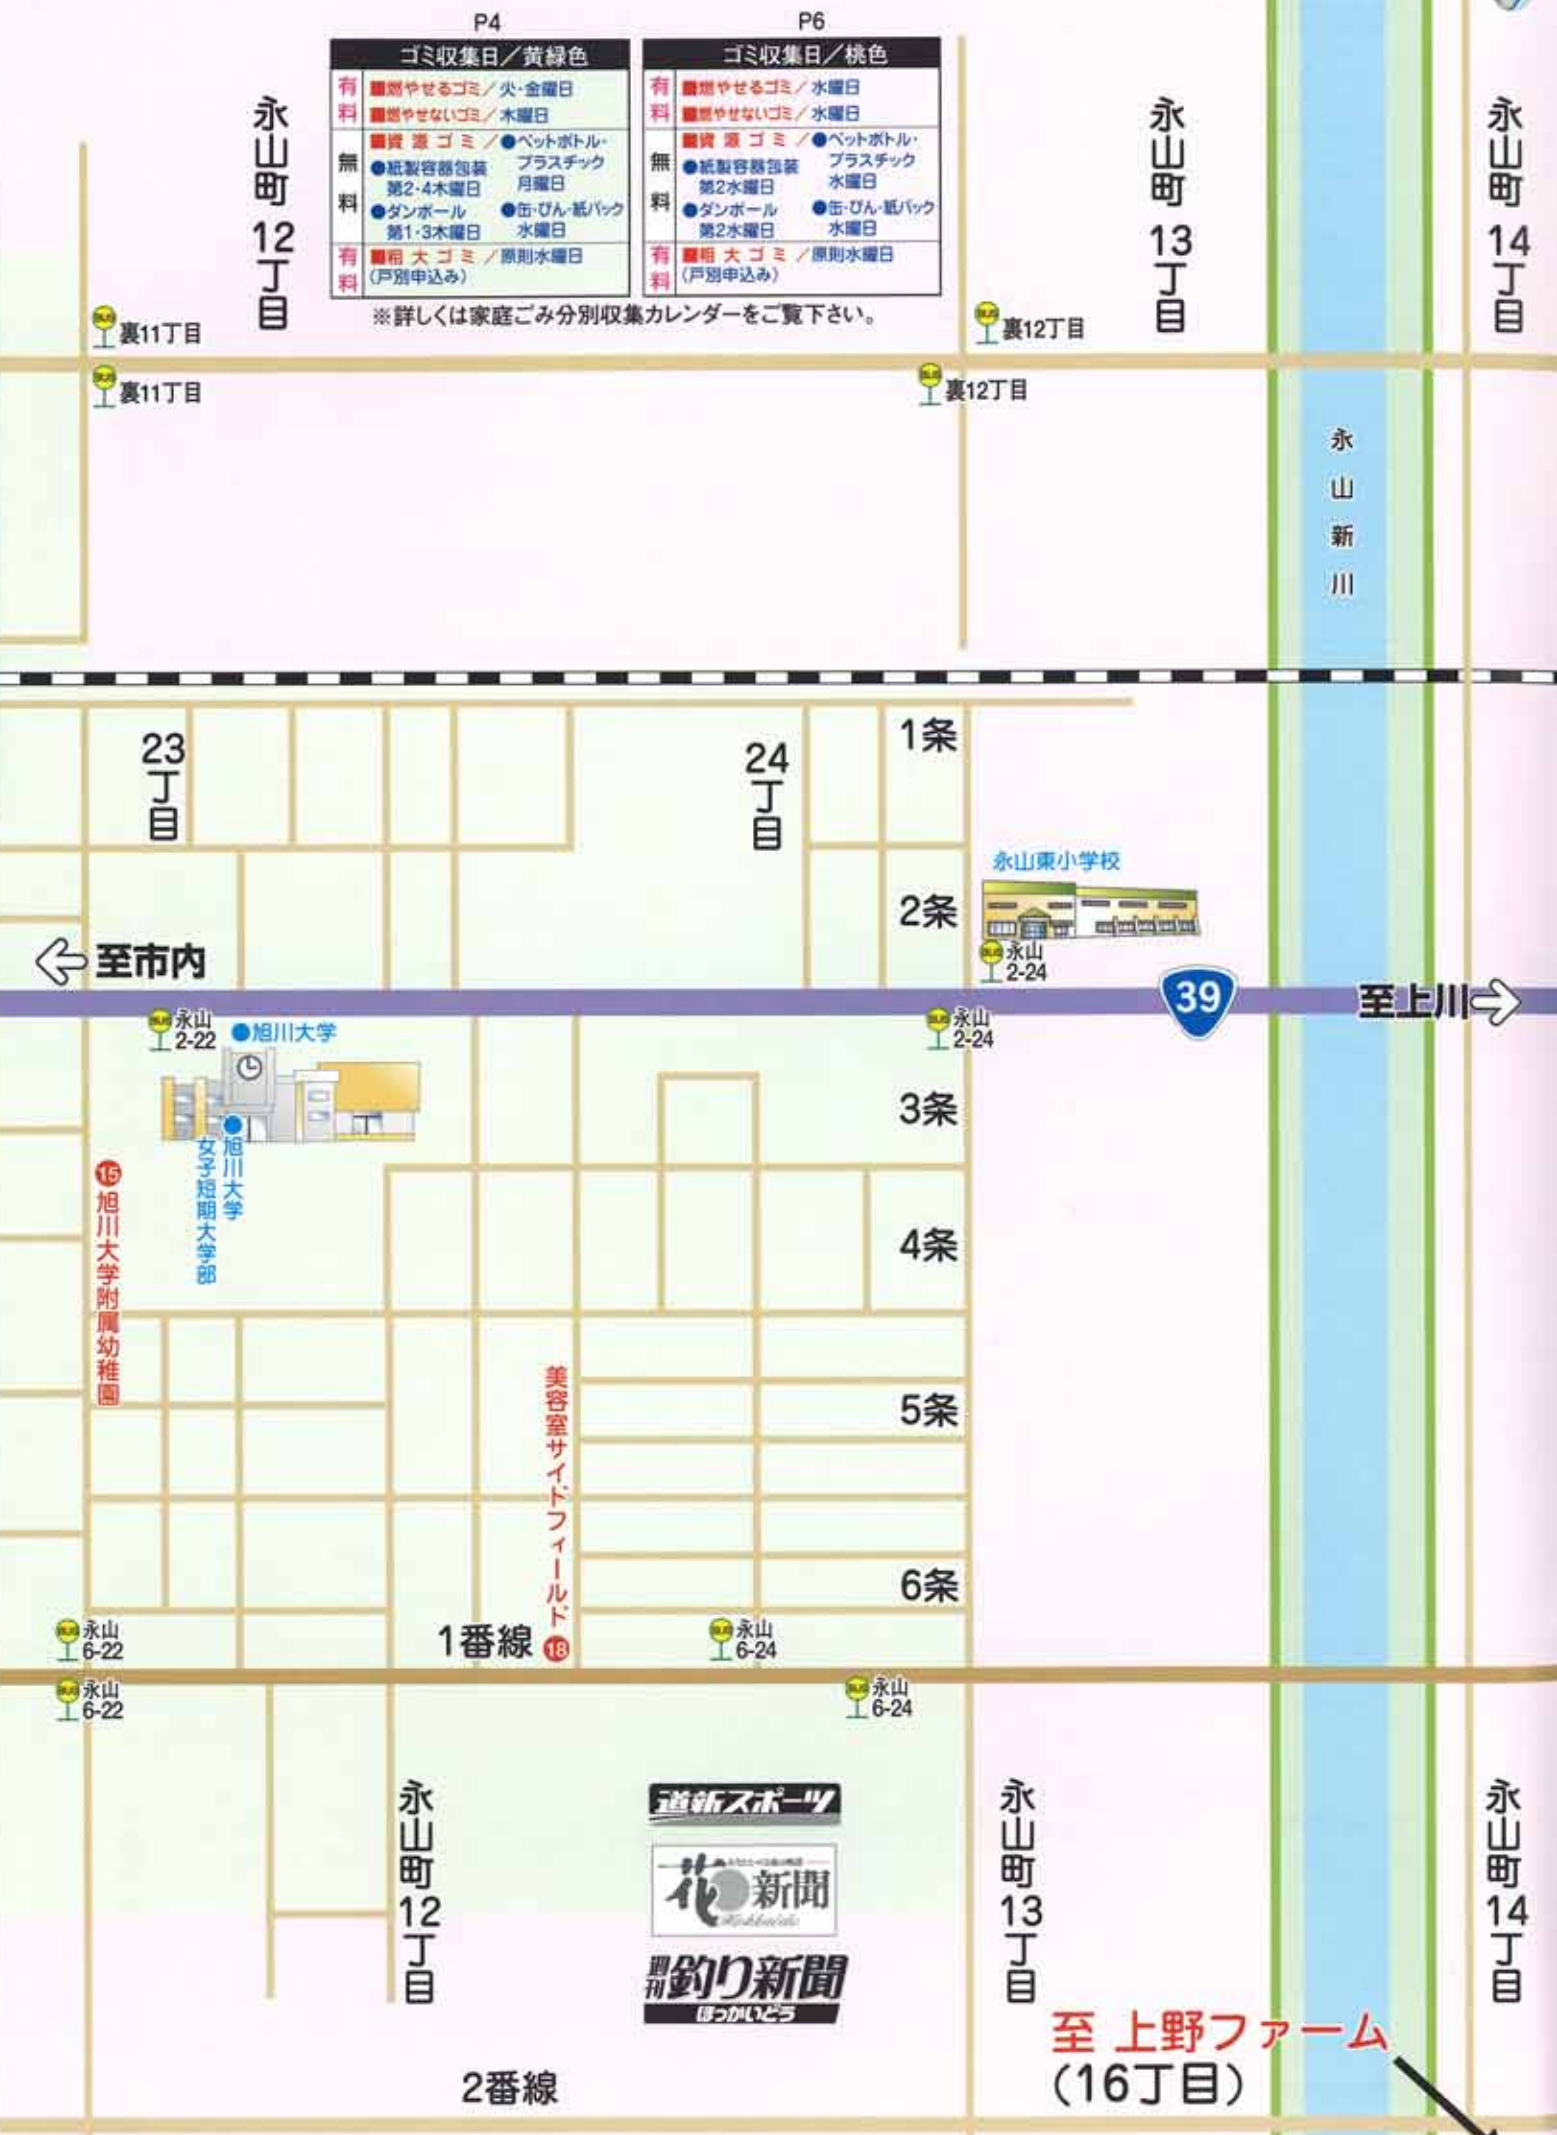 P4
ゴミ収集日／黄緑色
有料
■燃やせるゴミ／火・金曜日
■燃やせないゴミ／木曜日
無料
■資源ゴミ／●ペットボトル・
プラスチック
月曜日
●紙製容器包装
第2・4木曜日
●ダンボール
第1・3木曜日
●缶・びん・紙パック
水曜日
有料
■粗大ゴミ／原則水曜日
(戸別申込み)
P6
ゴミ収集日／桃色
有料
■燃やせるゴミ／水曜日
■燃やせないゴミ／水曜日
無料
■資源ゴミ／●ペットボトル・
プラスチック
水曜日
●紙製容器包装
第2水曜日
●ダンボール
第2水曜日
●缶・びん・紙パック
水曜日
有料
■粗大ゴミ／原則水曜日
(戸別申込み)
※詳しくは家庭ごみ分別収集カレンダーをご覧下さい。
永山町12丁目
永山町13丁目
永山町14丁目
BUS
裏11丁目
BUS
裏12丁目
BUS
裏11丁目
BUS
裏12丁目
永山新川
23丁目
24丁目
1条
永山東小学校
2条
至市内
BUS
永山
2-24
39
至上川
BUS
永山
2-22
●旭川大学
BUS
永山
2-24
3条
●旭川大学
女子短期大学部
15旭川大学附属幼稚園
4条
美容室サイドフィールド18
5条
6条
BUS
永山
6-22
1番線
BUS
永山
6-24
BUS
永山
6-22
BUS
永山
6-24
永山町12丁目
道新スポーツ
花新聞
Hokkaido
週刊釣り新聞
ほっかいどう
永山町13丁目
永山町14丁目
至 上野ファーム
(16丁目)
2番線